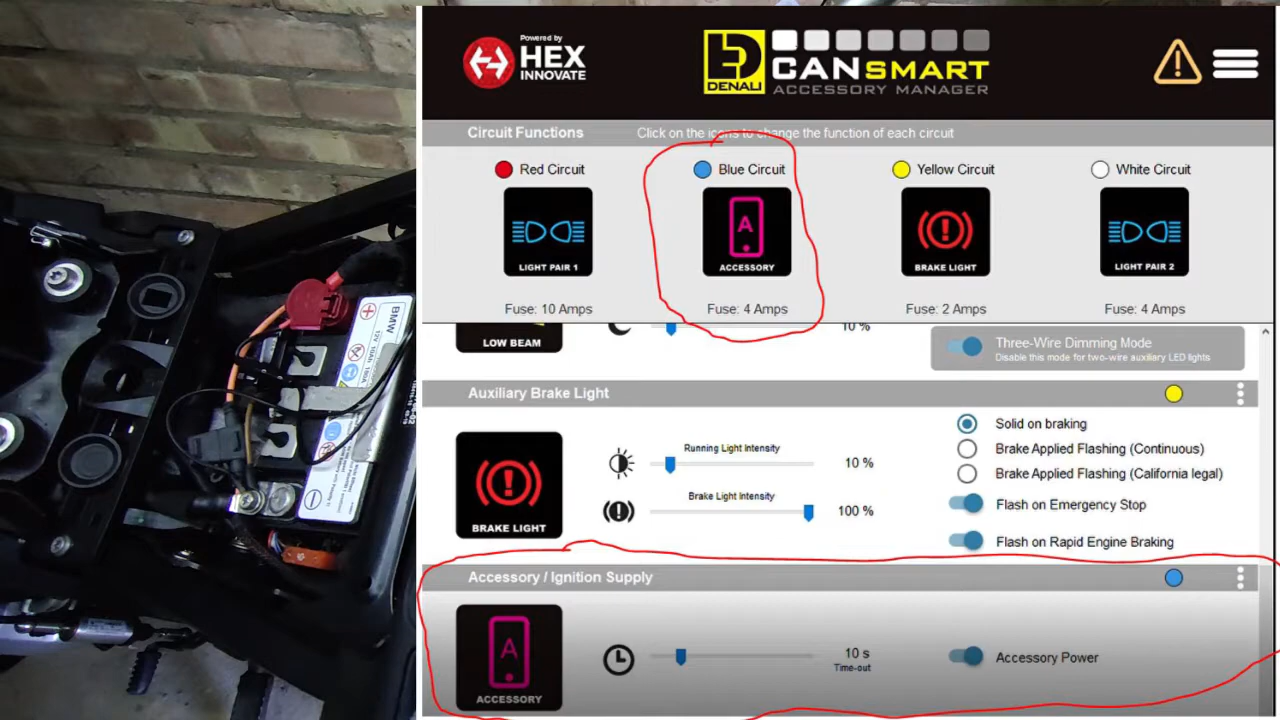 Powered by
HEX
INNOVATE
DENALI
CANSMART
ACCESSORY MANAGER
Circuit Functions
Click on the icons to change the function of each circuit
Red Circuit
Blue Circuit
Yellow Circuit
White Circuit
LIGHT PAIR 1
A
ACCESSORY
BRAKE LIGHT
LIGHT PAIR 2
Fuse: 10 Amps
Fuse: 4 Amps
Fuse: 2 Amps
Fuse: 4 Amps
LOW BEAM
10 %
Three-Wire Dimming Mode
Disable this mode for two-wire auxiliary LED lights
Auxiliary Brake Light
BRAKE LIGHT
Running Light Intensity
10 %
Brake Light Intensity
100 %
Solid on braking
Brake Applied Flashing (Continuous)
Brake Applied Flashing (California legal)
Flash on Emergency Stop
Flash on Rapid Engine Braking
Accessory / Ignition Supply
A
ACCESSORY
10 s
Time-out
Accessory Power
BMW